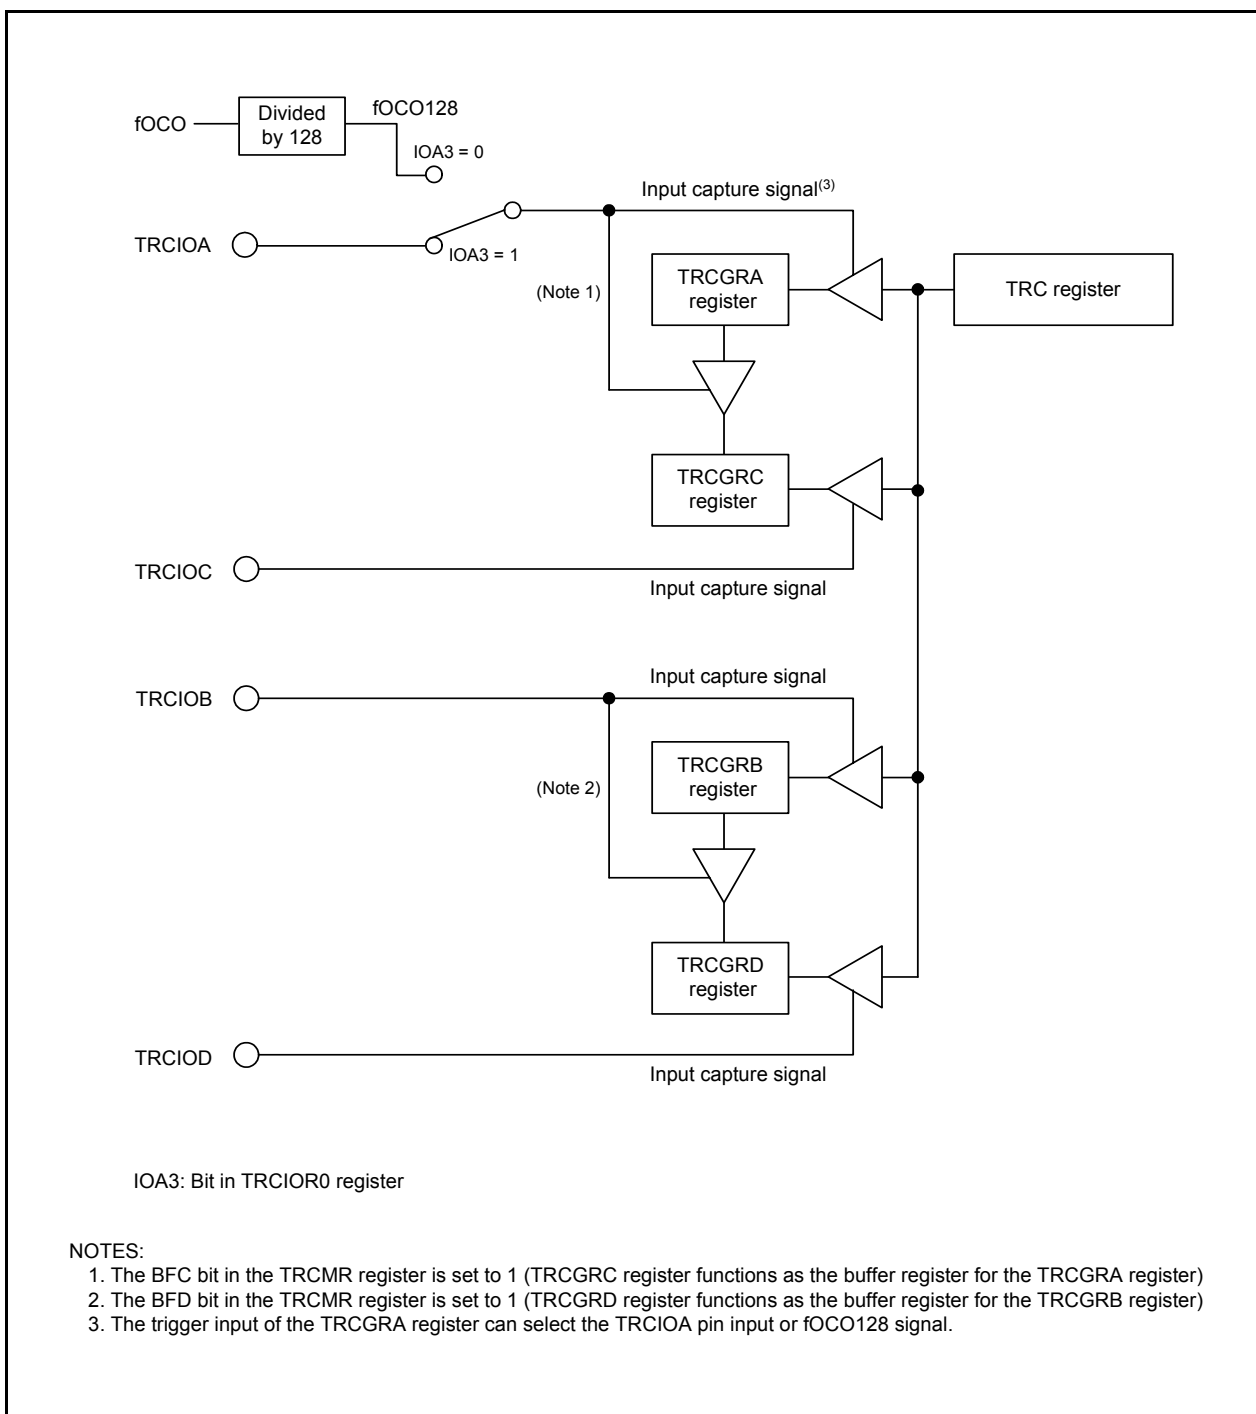 fOCO
Divided
by 128
fOCO128
IOA3 = 0
Input capture signal(3)
TRCIOA
IOA3 = 1
(Note 1)
TRCGRA
register
TRC register
TRCGRC
register
TRCIOC
Input capture signal
Input capture signal
TRCIOB
(Note 2)
TRCGRB
register
TRCGRD
register
TRCIOD
Input capture signal
IOA3: Bit in TRCIOR0 register
NOTES:
1. The BFC bit in the TRCMR register is set to 1 (TRCGRC register functions as the buffer register for the TRCGRA register)
2. The BFD bit in the TRCMR register is set to 1 (TRCGRD register functions as the buffer register for the TRCGRB register)
3. The trigger input of the TRCGRA register can select the TRCIOA pin input or fOCO128 signal.